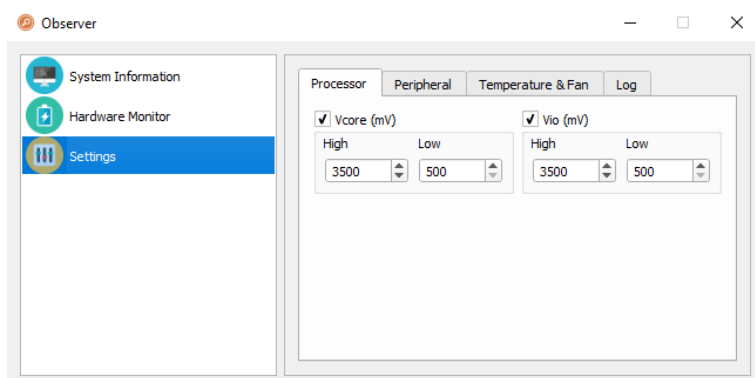 Observer
System Information
Hardware Monitor
Settings
Processor Peripheral Temperature & Fan Log
Vcore (mV) Vio (mV)
High Low High Low
3500 500 3500 500